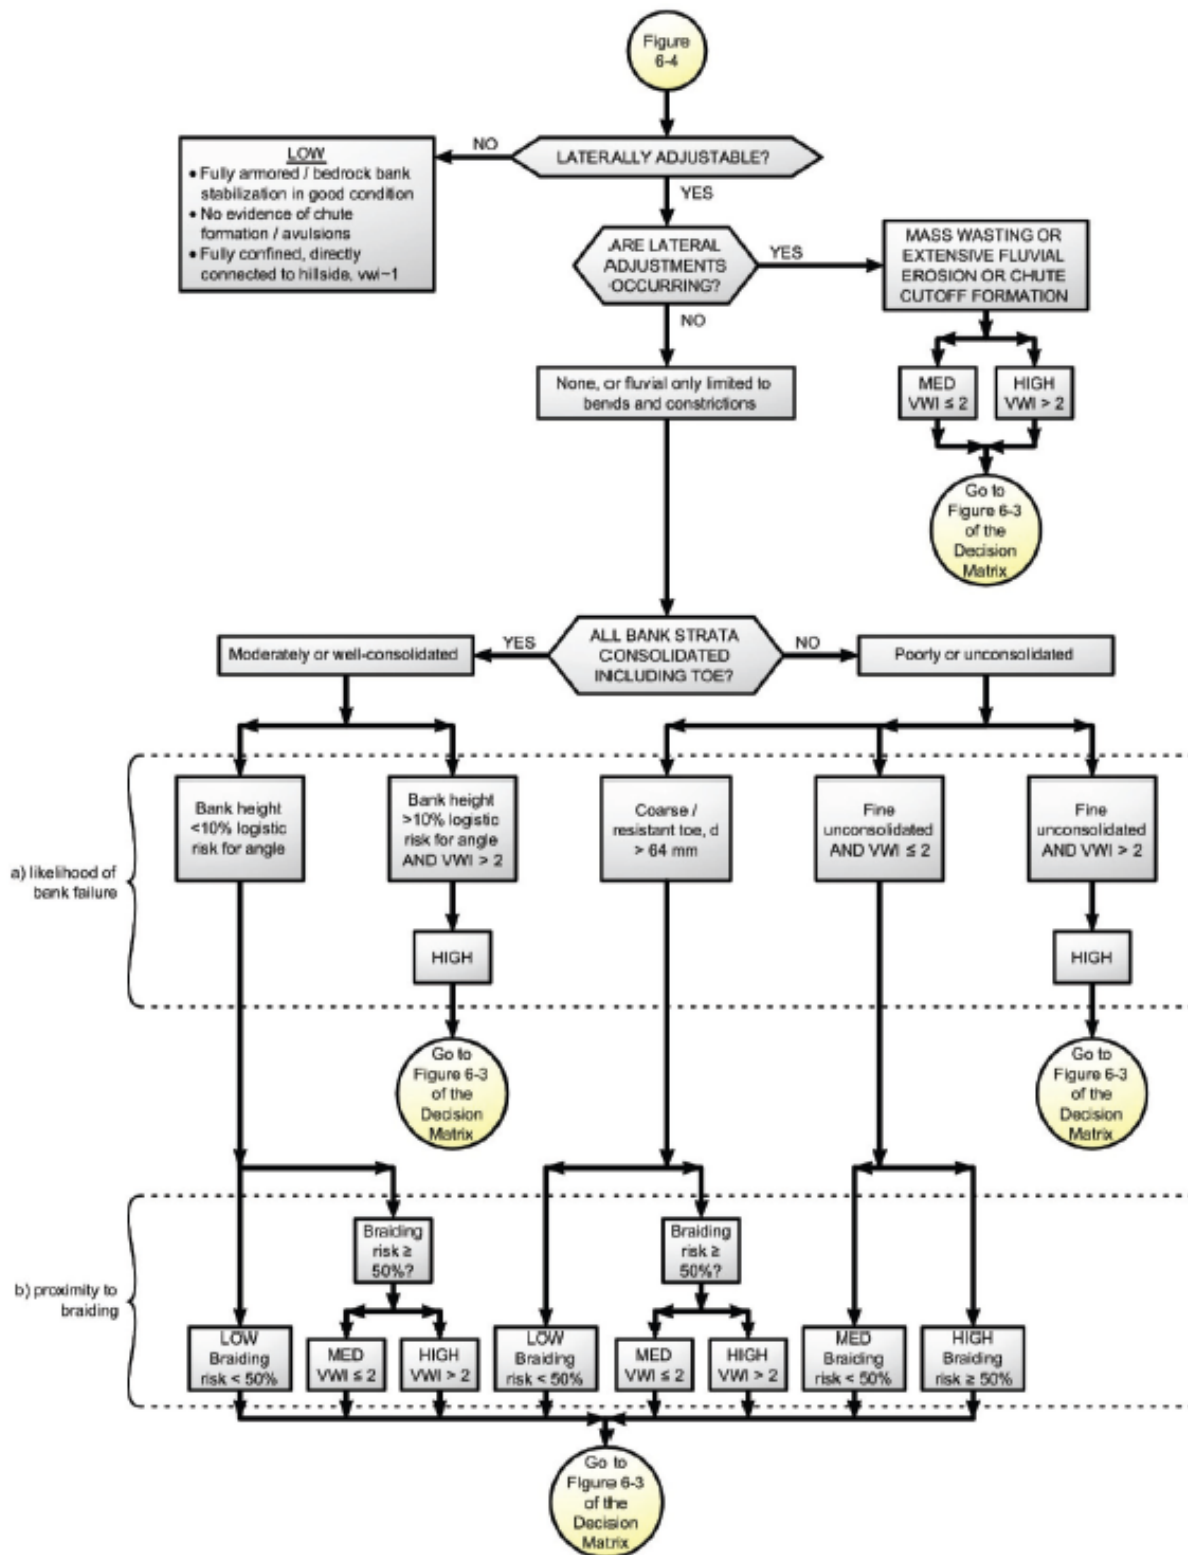 Figure
6-4
LATERALLY ADJUSTABLE?
NO
LOW
• Fully armored / bedrock bank
stabilization in good condition
• No evidence of chute
formation / avulsions
• Fully confined, directly
connected to hillside, vwi~1
YES
ARE LATERAL
ADJUSTMENTS
OCCURRING?
YES
MASS WASTING OR
EXTENSIVE FLUVIAL
EROSION OR CHUTE
CUTOFF FORMATION
NO
MED
VWI ≤ 2
HIGH
VWI > 2
None, or fluvial only limited to
bends and constrictions
Go to
Figure 6-3
of the
Decision
Matrix
ALL BANK STRATA
CONSOLIDATED
INCLUDING TOE?
YES
Moderately or well-consolidated
NO
Poorly or unconsolidated
a) likelihood of
bank failure
Bank height
<10% logistic
risk for angle
Bank height
>10% logistic
risk for angle
AND VWI > 2
Coarse /
resistant toe, d
> 64 mm
Fine
unconsolidated
AND VWI ≤ 2
Fine
unconsolidated
AND VWI > 2
HIGH
HIGH
Go to
Figure 6-3
of the
Decision
Matrix
Go to
Figure 6-3
of the
Decision
Matrix
b) proximity to
braiding
Braiding
risk ≥
50%?
Braiding
risk ≥
50%?
LOW
Braiding
risk < 50%
MED
VWI ≤ 2
HIGH
VWI > 2
LOW
Braiding
risk < 50%
MED
VWI ≤ 2
HIGH
VWI > 2
MED
Braiding
risk < 50%
HIGH
Braiding
risk ≥ 50%
Go to
Figure 6-3
of the
Decision
Matrix